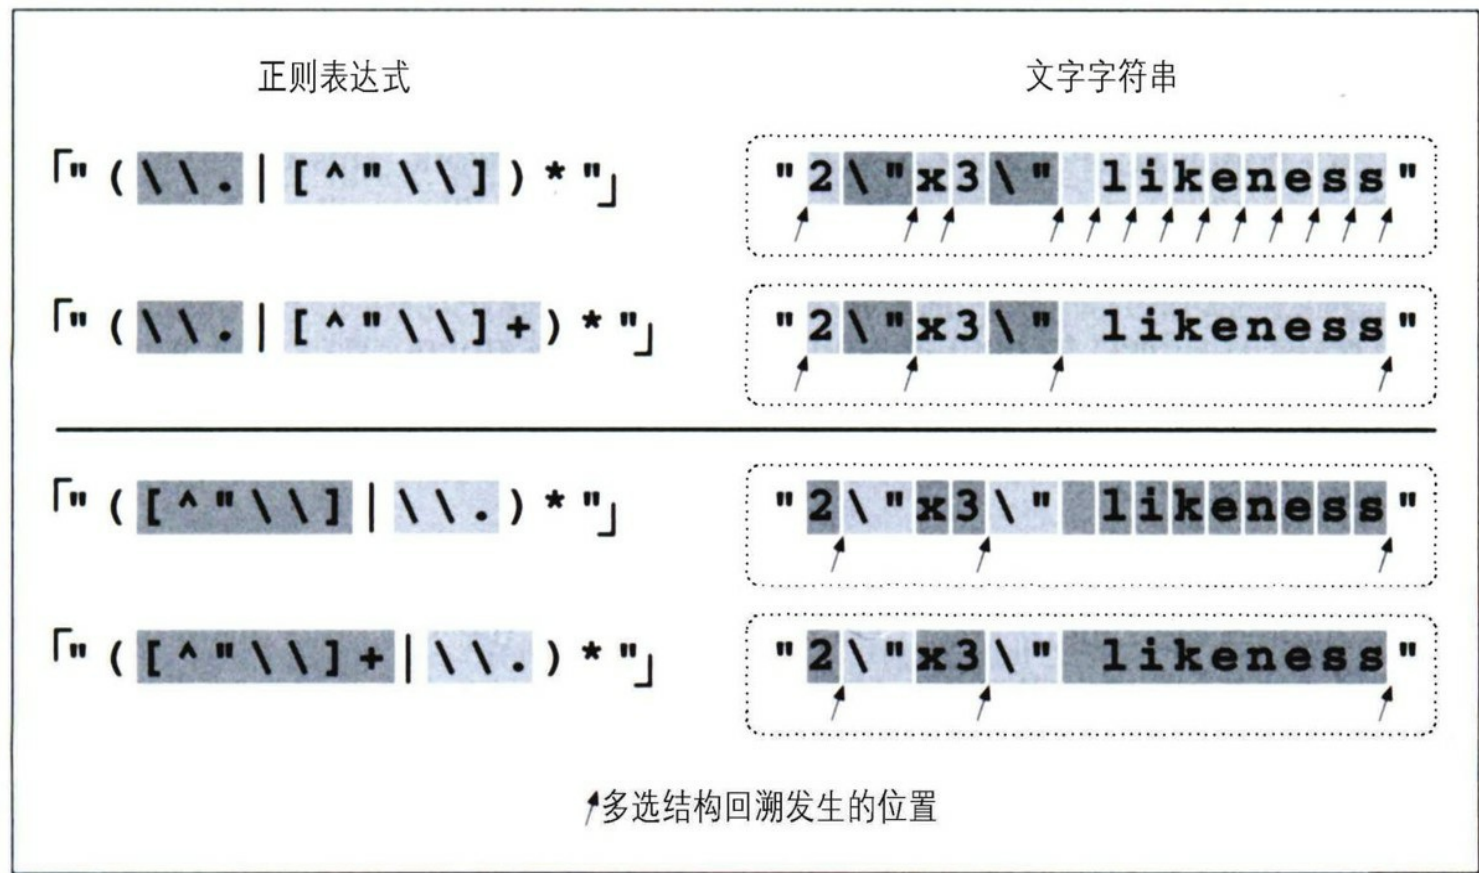 正则表达式 文字字符串
「"(\\.|[^"\\])*"」 "2\"x3\" likeness"
「"(\\.|[^"\\]+)*"」 "2\"x3\" likeness"
「"([^"\\]|\\.)*"」 "2\"x3\" likeness"
「"([^"\\]+|\\.)*"」 "2\"x3\" likeness"
多选结构回溯发生的位置